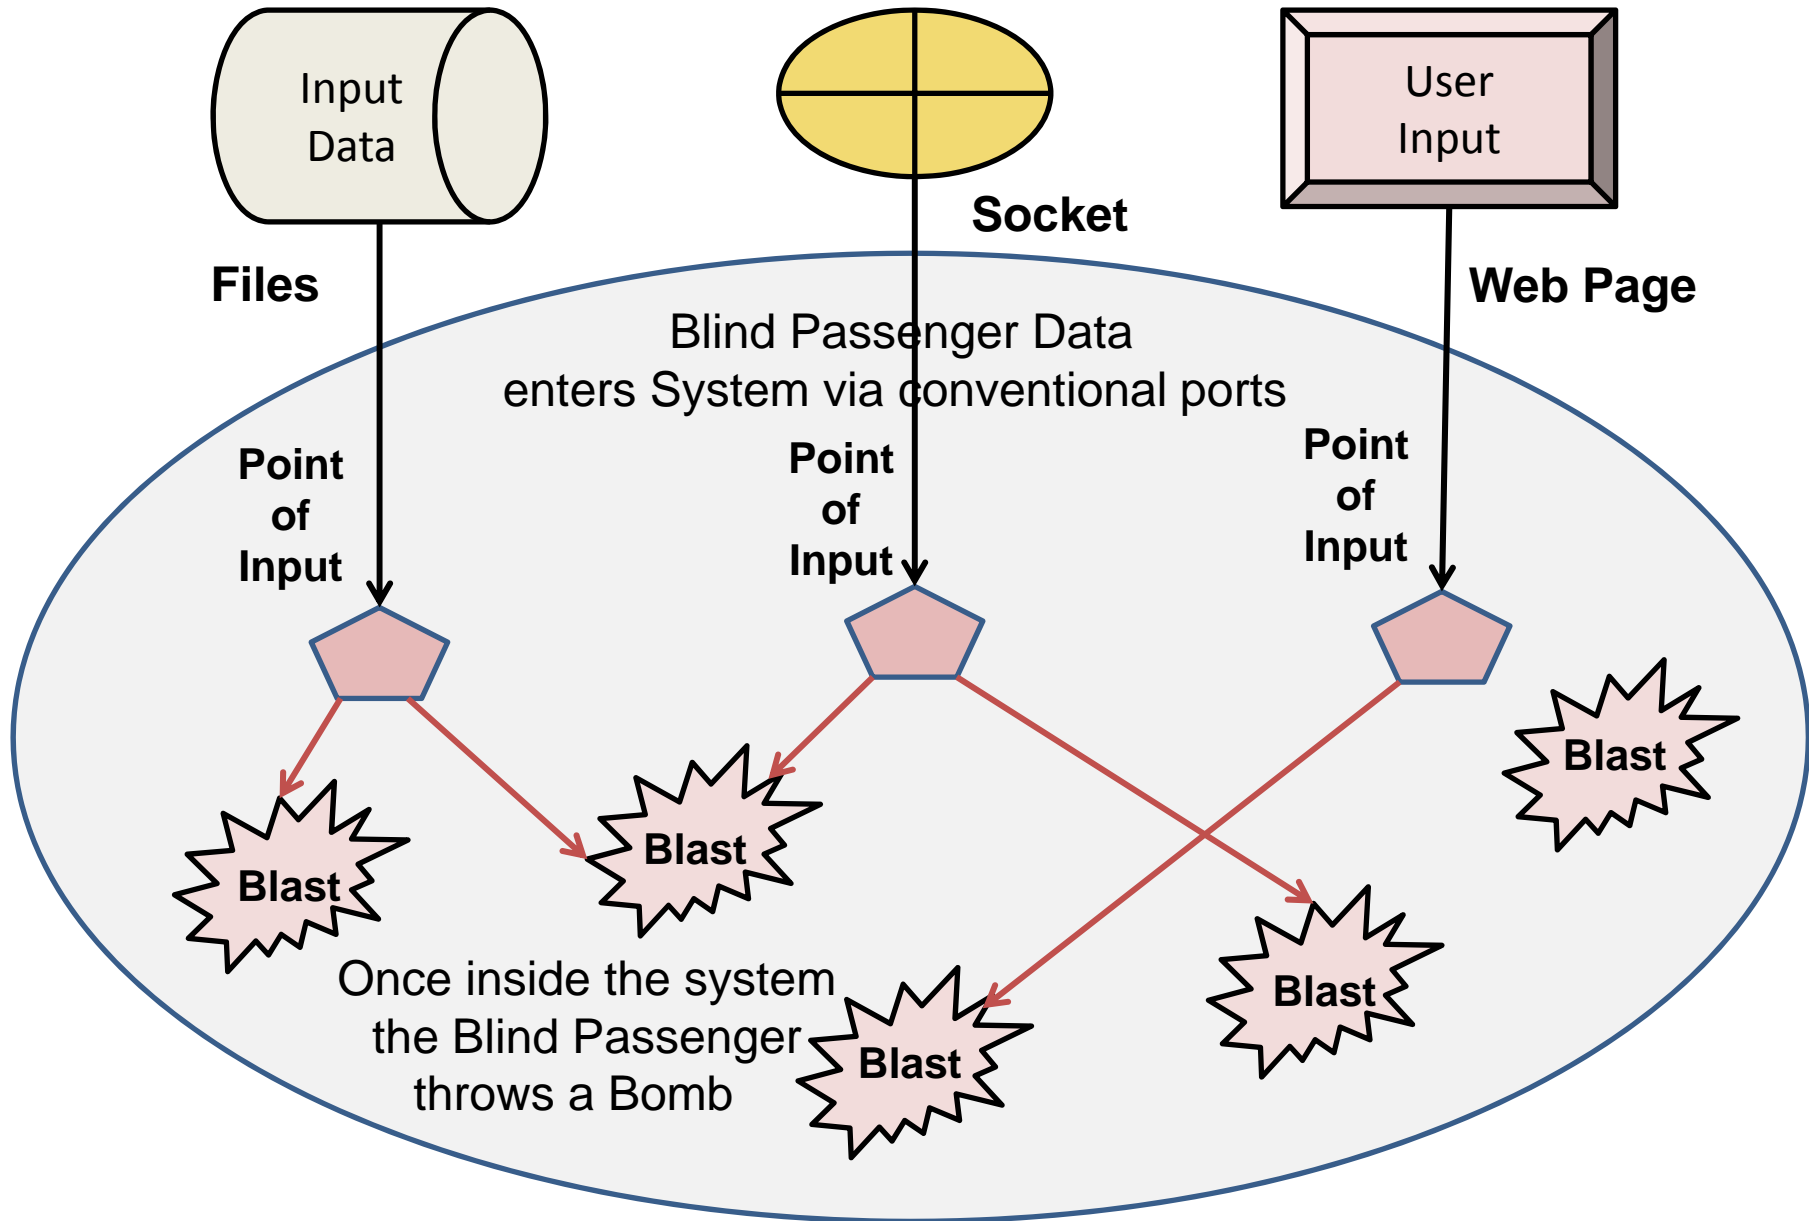 Input
Data
User
Input
Socket
Files
Web Page
Blind Passenger Data
enters System via conventional ports
Point
of
Input
Point
of
Input
Point
of
Input
Blast
Blast
Blast
Blast
Blast
Once inside the system
the Blind Passenger
throws a Bomb